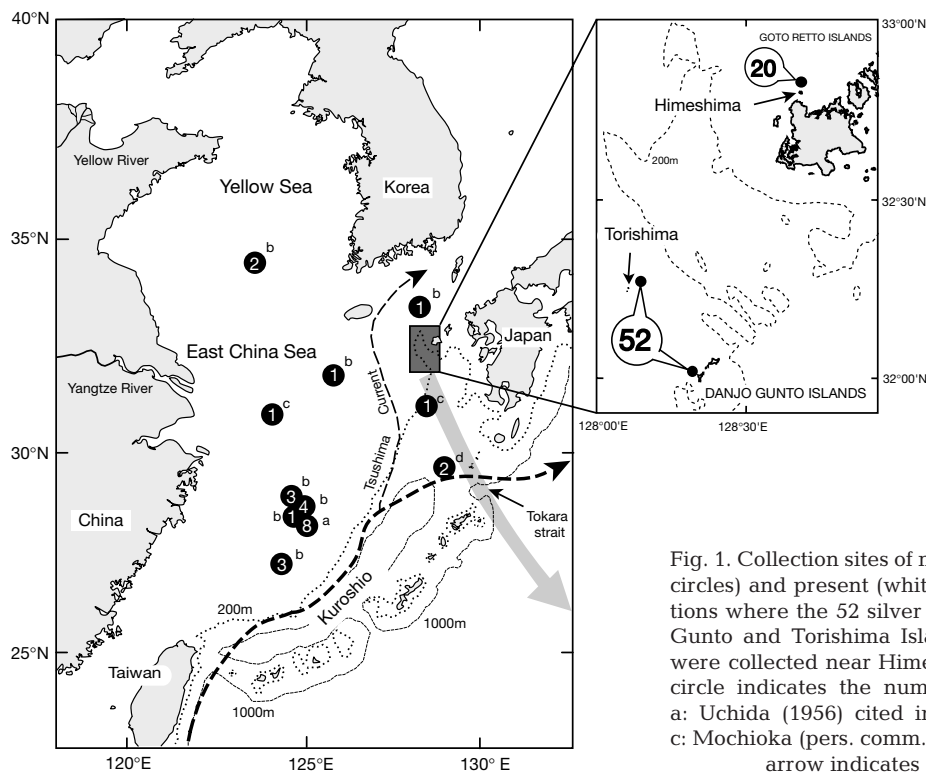 40°N
35°N
30°N
25°N
120°E
125°E
130° E
Yellow River
Yellow Sea
Korea
2 b
1 b
East China Sea
Japan
1 b
Yangtze River
1 c
1 c
Current
Tsushima
2 d
3 b
4 b
b 1
8 a
China
3 b
Tokara
strait
200m
Kuroshio
1000m
Taiwan
1000m
GOTO RETTO ISLANDS
33°00'N
20
Himeshima
200m
32°30'N
Torishima
52
32°00'N
DANJO GUNTO ISLANDS
128°00'E
128°30'E
Fig. 1. Collection sites of
circles) and present (whit
tions where the 52 silver
Gunto and Torishima Isla
were collected near Hime
circle indicates the num
a: Uchida (1956) cited in
c: Mochioka (pers. comm.
arrow indicates